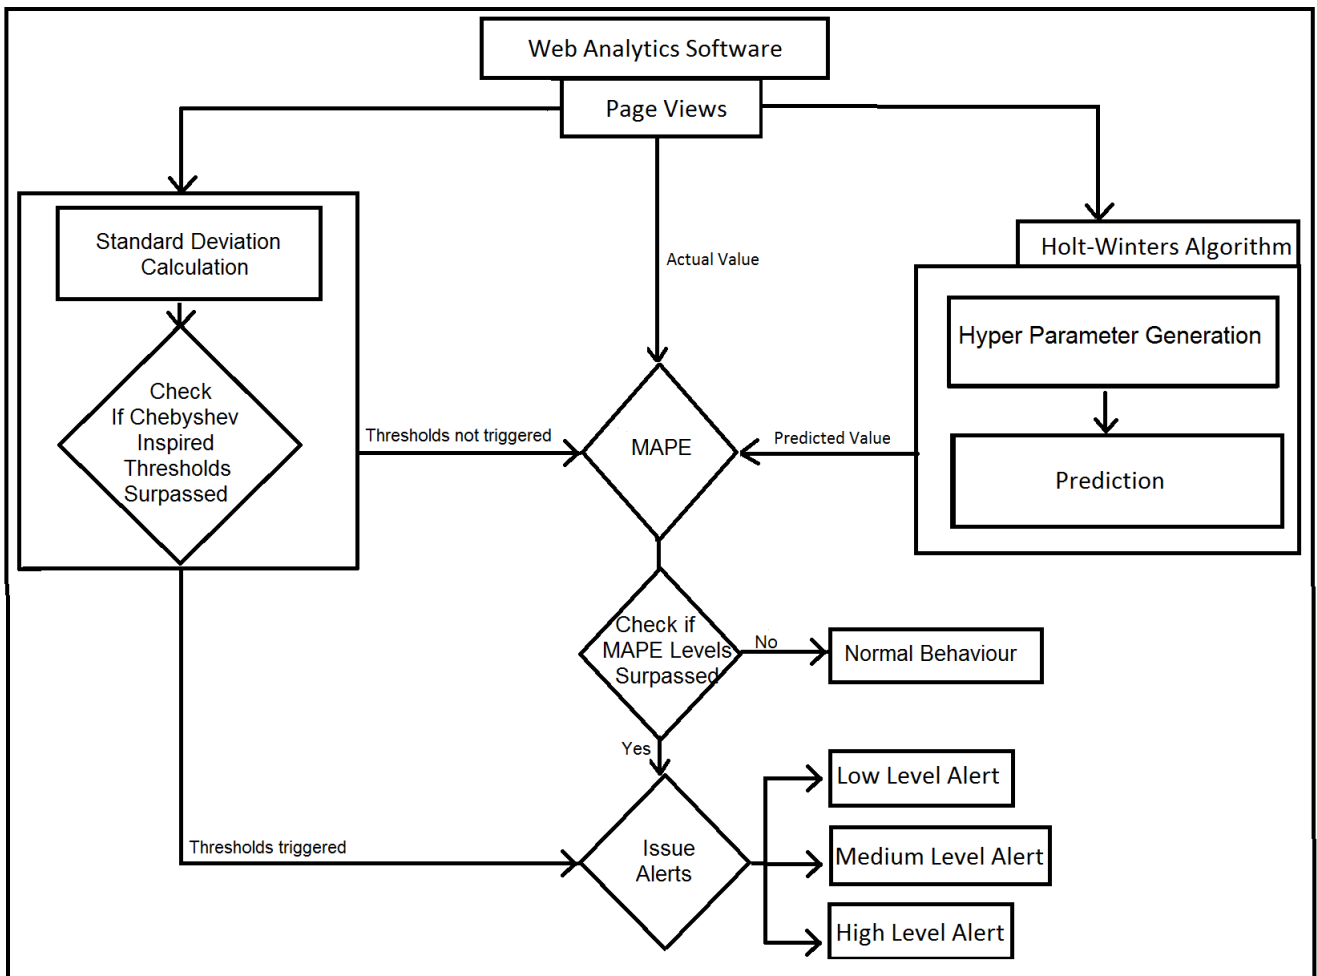 Web Analytics Software
Page Views
Standard Deviation
Calculation
Check
If Chebyshev
Inspired
Thresholds
Surpassed
Actual Value
Holt-Winters Algorithm
Hyper Parameter Generation
Prediction
Thresholds not triggered
MAPE
Predicted Value
Check if
MAPE Levels
Surpassed
No
Normal Behaviour
Yes
Thresholds triggered
Issue
Alerts
Low Level Alert
Medium Level Alert
High Level Alert